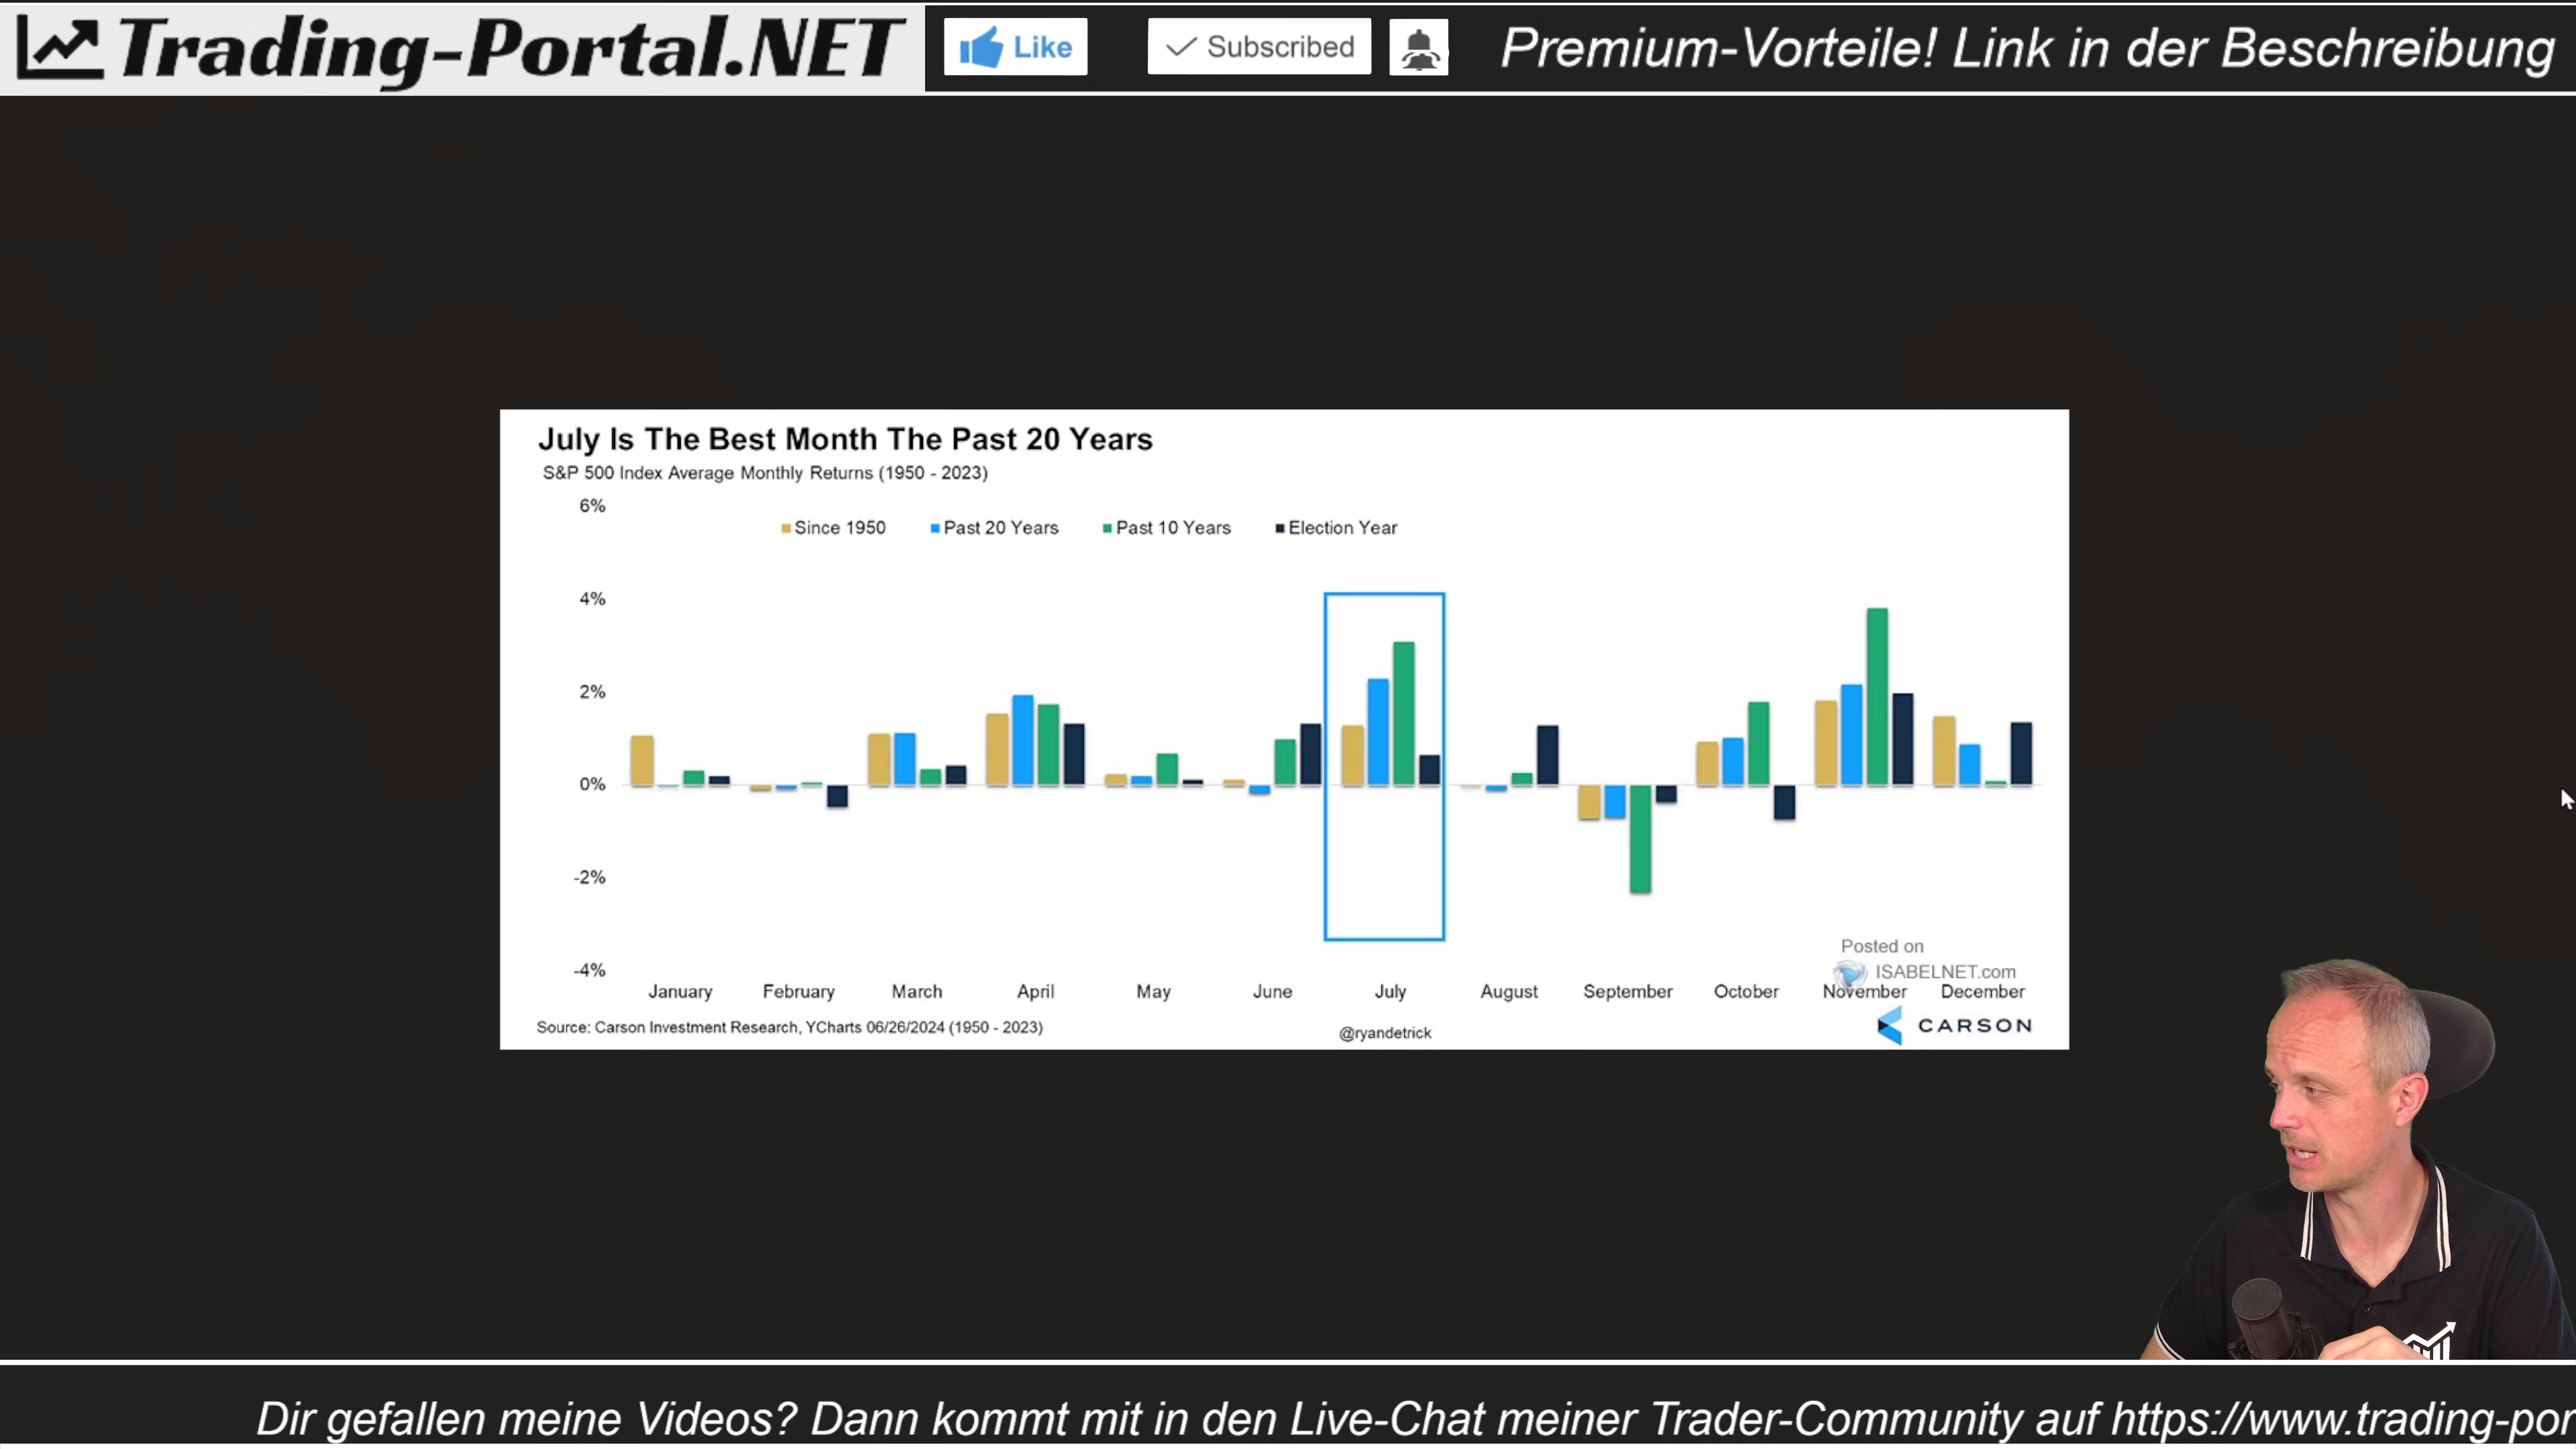 Trading-Portal.NET
Like
Subscribed
Premium-Vorteile! Link in der Beschreibung
July Is The Best Month The Past 20 Years
S&P 500 Index Average Monthly Returns (1950 - 2023)
6%
Since 1950 Past 20 Years Past 10 Years Election Year
4%
2%
0%
-2%
-4%
January February March April May June July August September October November December
Posted on
ISABELNET.com
Source: Carson Investment Research, YCharts 06/26/2024 (1950 - 2023)
@ryandetrick
CARSON
Dir gefallen meine Videos? Dann kommt mit in den Live-Chat meiner Trader-Community auf https://www.trading-por